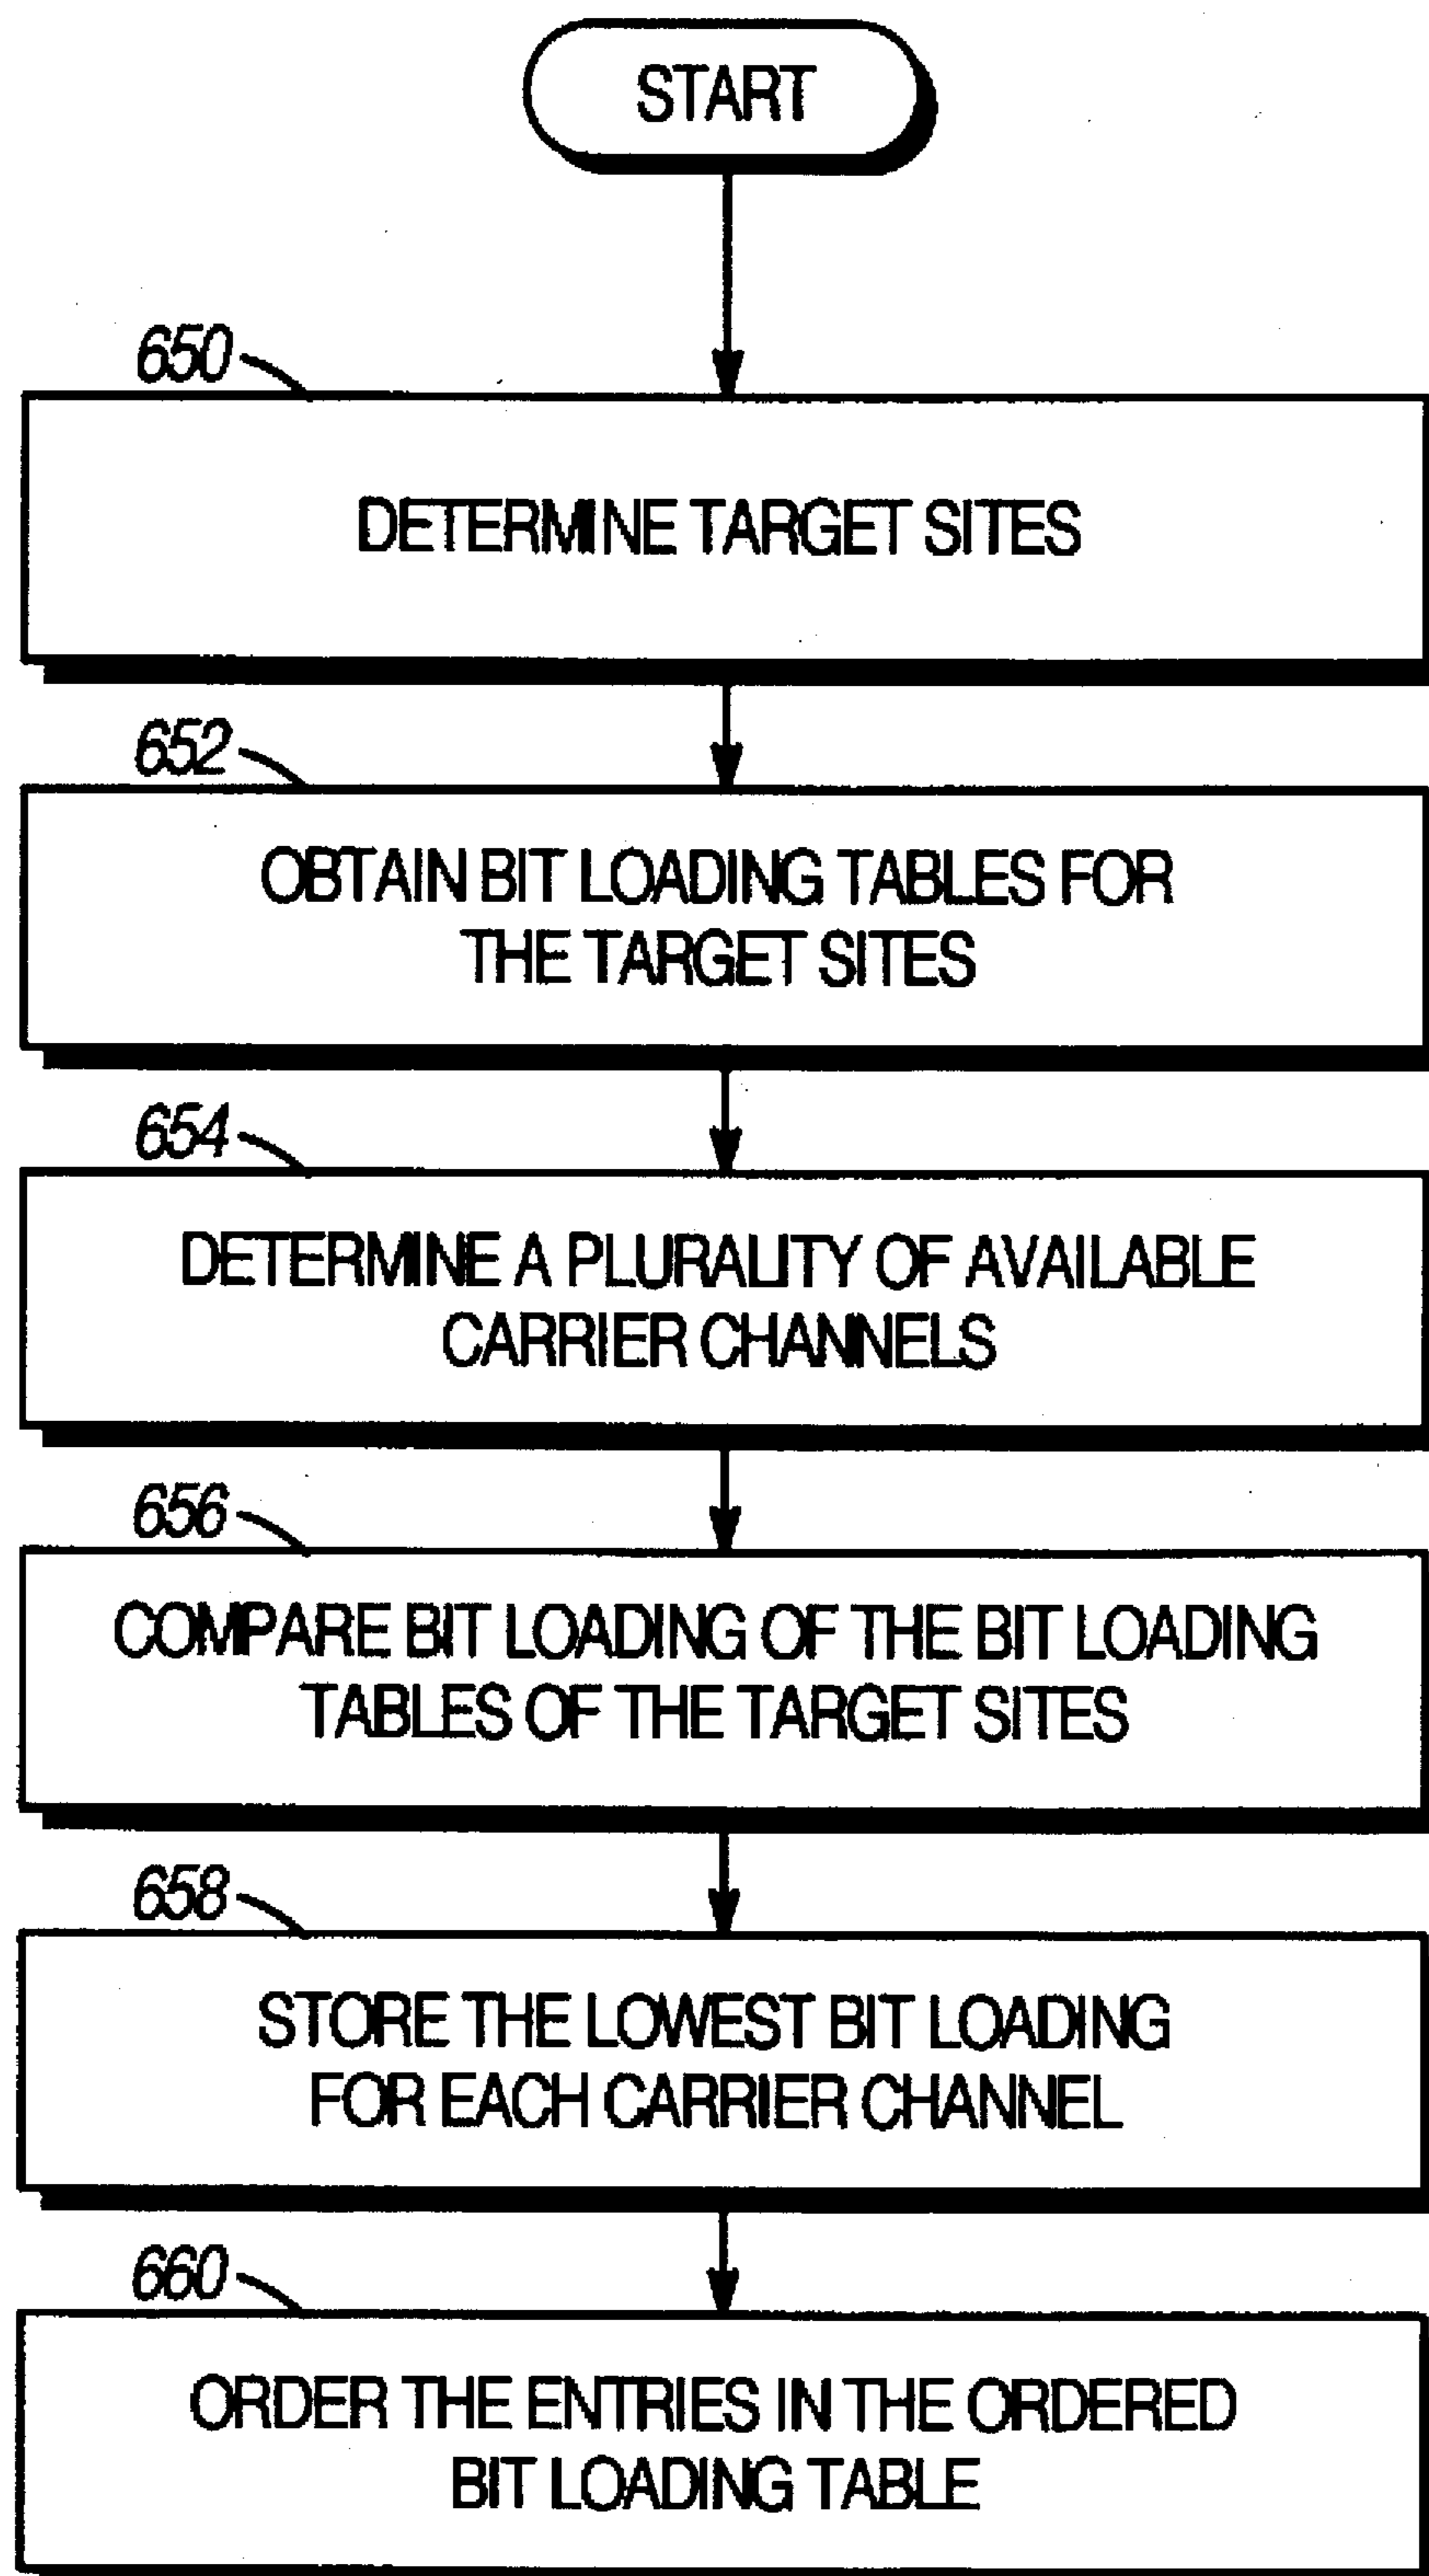 START
650
DETERMINE TARGET SITES
652
OBTAIN BIT LOADING TABLES FOR
THE TARGET SITES
654
DETERMINE A PLURALITY OF AVAILABLE
CARRIER CHANNELS
656
COMPARE BIT LOADING OF THE BIT LOADING
TABLES OF THE TARGET SITES
658
STORE THE LOWEST BIT LOADING
FOR EACH CARRIER CHANNEL
660
ORDER THE ENTRIES IN THE ORDERED
BIT LOADING TABLE